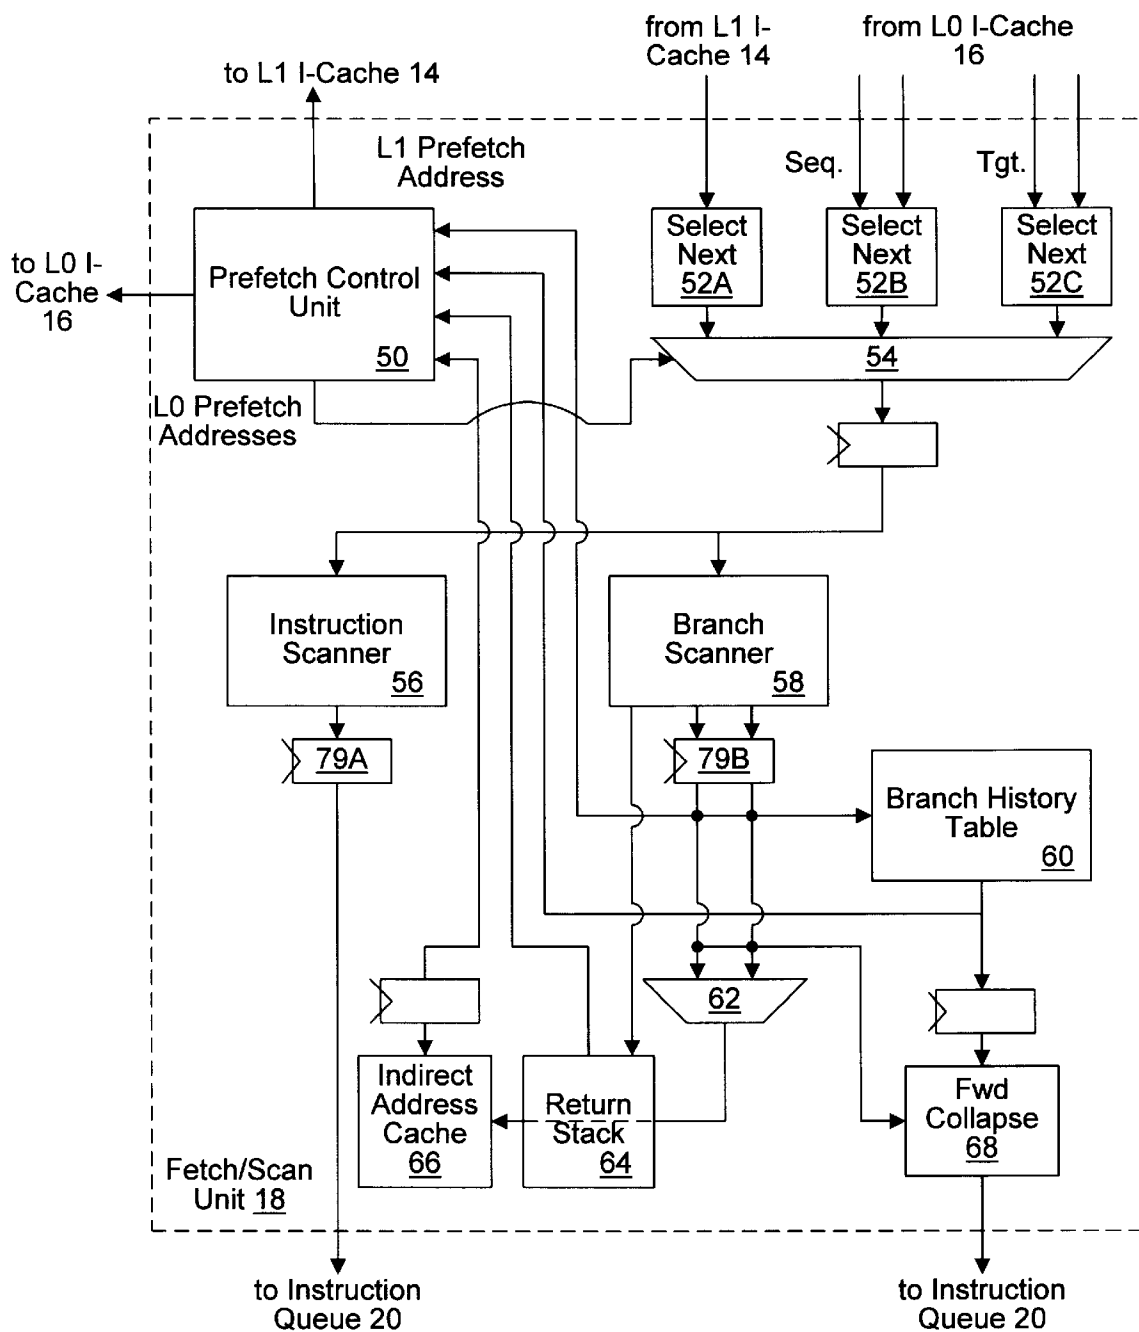 from L1 I-
Cache 14
from L0 I-Cache
16
to L1 I-Cache 14
L1 Prefetch
Address
Seq.
Tgt.
Select
Next
52A
Select
Next
52B
Select
Next
52C
to L0 I-
Cache
16
Prefetch Control
Unit
50
54
L0 Prefetch
Addresses
Instruction
Scanner
56
Branch
Scanner
58
79A
79B
Branch History
Table
60
62
Indirect
Address
Cache
66
Return
Stack
64
Fwd
Collapse
68
Fetch/Scan
Unit 18
to Instruction
Queue 20
to Instruction
Queue 20